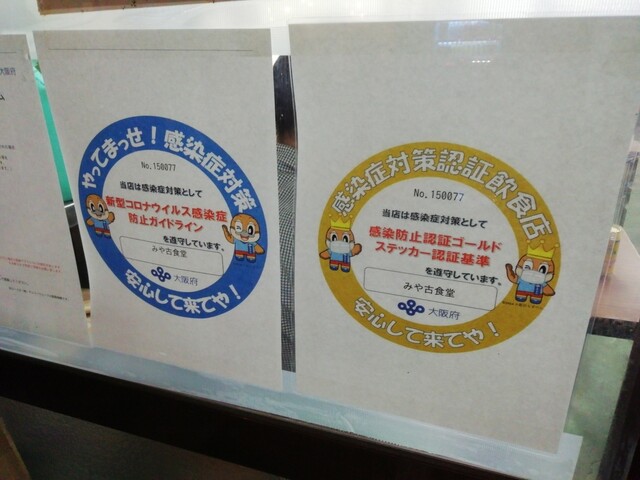 大阪府
やってまっせ！感染症対策
No.150077
当店は感染症対策として
新型コロナウイルス感染症
防止ガイドライン
を遵守しています。
みや古食堂
大阪府
安心して来てや！
感染症対策認証飲食店
No.150077
当店は感染症対策として
感染防止認証ゴールド
ステッカー認証基準
を遵守しています。
みや古食堂
大阪府
安心して来てや！